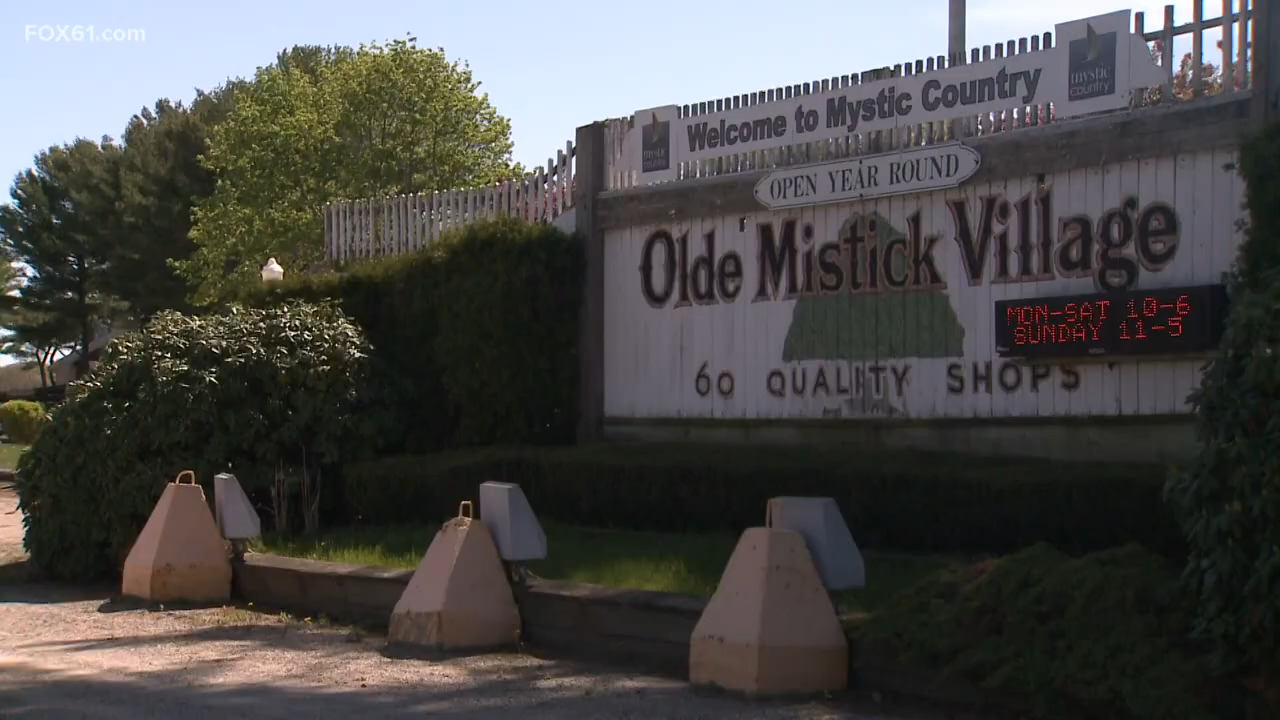 FOX61.com
Welcome to Mystic Country
mystic
country
mystic
OPEN YEAR ROUND
Olde Mistick Village
MON-SAT 10-6
SUNDAY 11-5
60 QUALITY SHOPS